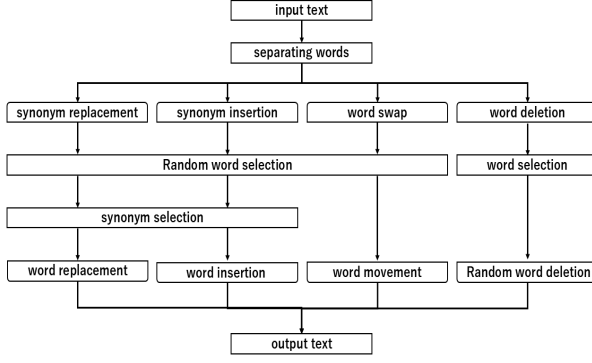 input text
separating words
synonym replacement
synonym insertion
word swap
word deletion
Random word selection
word selection
synonym selection
word replacement
word insertion
word movement
Random word deletion
output text